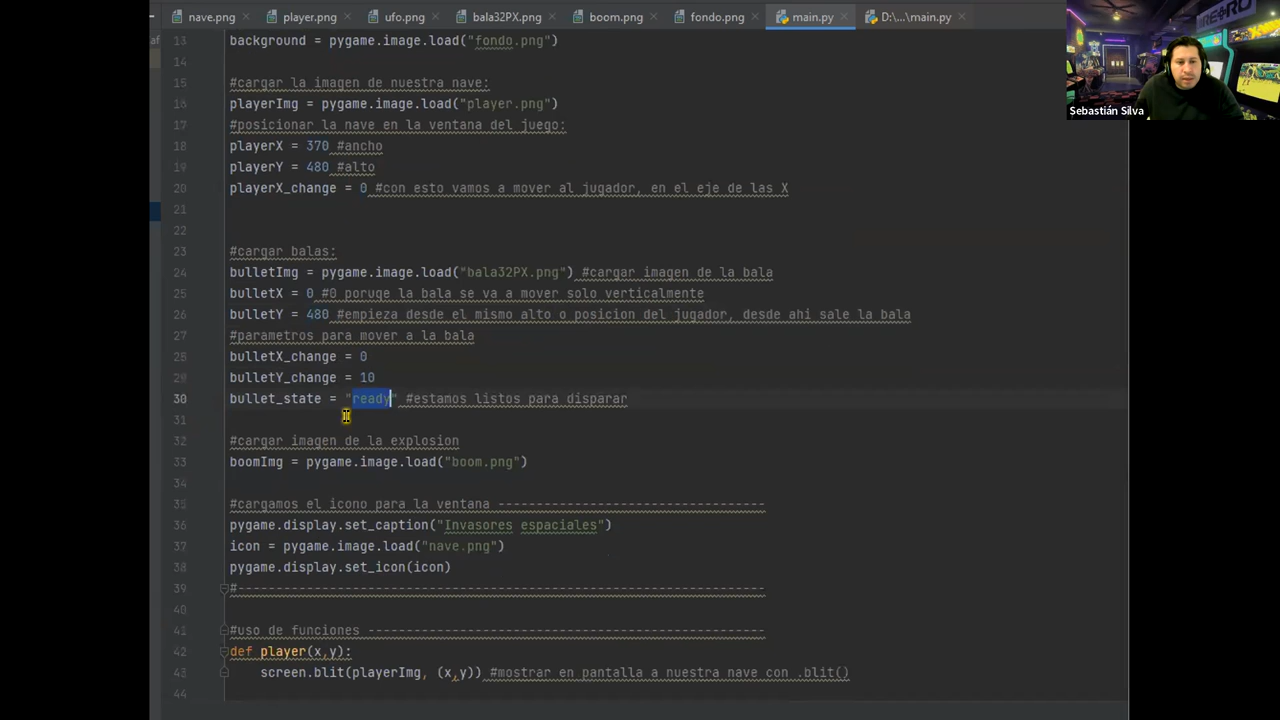 nave.png player.png ufo.png bala32PX.png boom.png fondo.png main.py D:\...\main.py
Sebastián Silva
13 background = pygame.image.load("fondo.png")
14
15 #cargar la imagen de nuestra nave:
16 playerImg = pygame.image.load("player.png")
17 #posicionar la nave en la ventana del juego:
18 playerX = 370 #ancho
19 playerY = 480 #alto
20 playerX_change = 0 #con esto vamos a mover al jugador, en el eje de las X
21
22
23 #cargar balas:
24 bulletImg = pygame.image.load("bala32PX.png") #cargar imagen de la bala
25 bulletX = 0 #0 poruqe la bala se va a mover solo verticalmente
26 bulletY = 480 #empieza desde el mismo alto o posicion del jugador, desde ahi sale la bala
27 #parametros para mover a la bala
28 bulletX_change = 0
29 bulletY_change = 10
30 bullet_state = "ready" #estamos listos para disparar
31
32 #cargar imagen de la explosion
33 boomImg = pygame.image.load("boom.png")
34
35 #cargamos el icono para la ventana -----------------------------------
36 pygame.display.set_caption("Invasores espaciales")
37 icon = pygame.image.load("nave.png")
38 pygame.display.set_icon(icon)
39 #---------------------------------------------------------------------
40
41 #uso de funciones ----------------------------------------------------
42 def player(x,y):
43 screen.blit(playerImg, (x,y)) #mostrar en pantalla a nuestra nave con .blit()
44